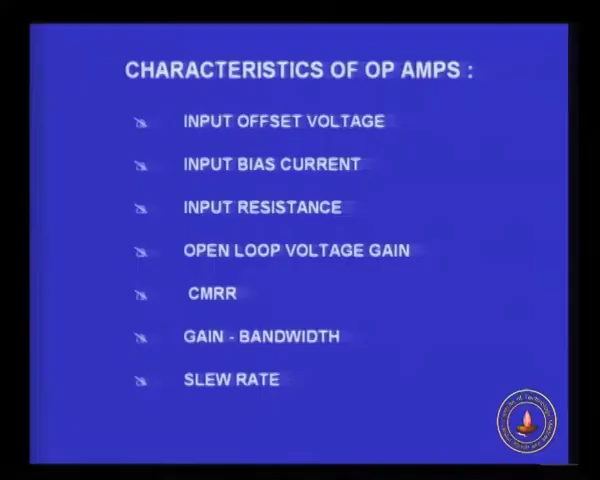 CHARACTERISTICS OF OP AMPS :
INPUT OFFSET VOLTAGE
INPUT BIAS CURRENT
INPUT RESISTANCE
OPEN LOOP VOLTAGE GAIN
CMRR
GAIN - BANDWIDTH
SLEW RATE